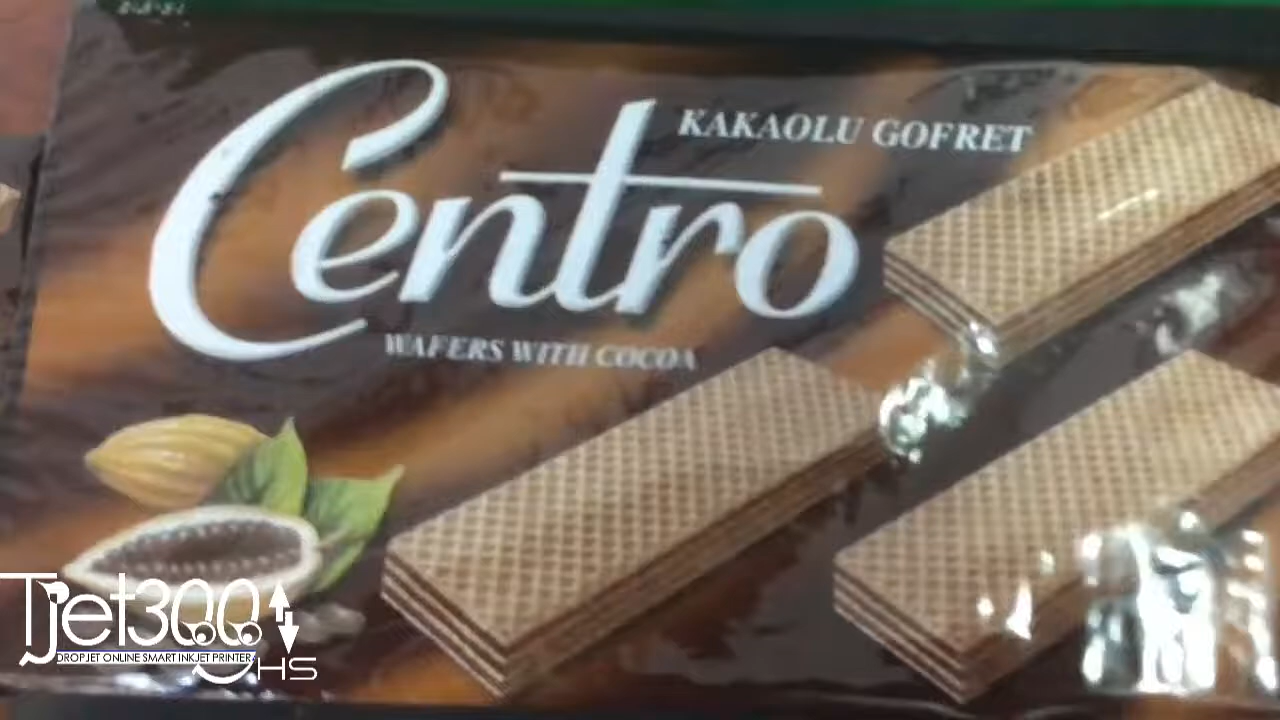 Centro
KAKAOLU GOFRET
WAFERS WITH COCOA
Tjet300
DROPJET ONLINE SMART INKJET PRINTER
HS